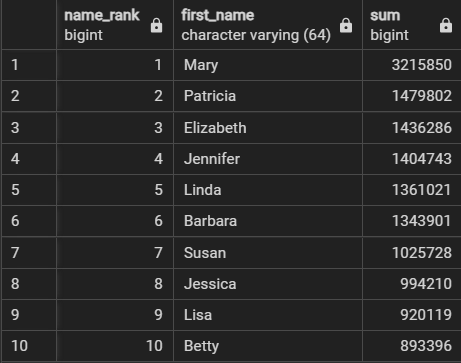 name_rank first_name sum
bigint character varying (64) bigint
1 1 Mary 3215850
2 2 Patricia 1479802
3 3 Elizabeth 1436286
4 4 Jennifer 1404743
5 5 Linda 1361021
6 6 Barbara 1343901
7 7 Susan 1025728
8 8 Jessica 994210
9 9 Lisa 920119
10 10 Betty 893396